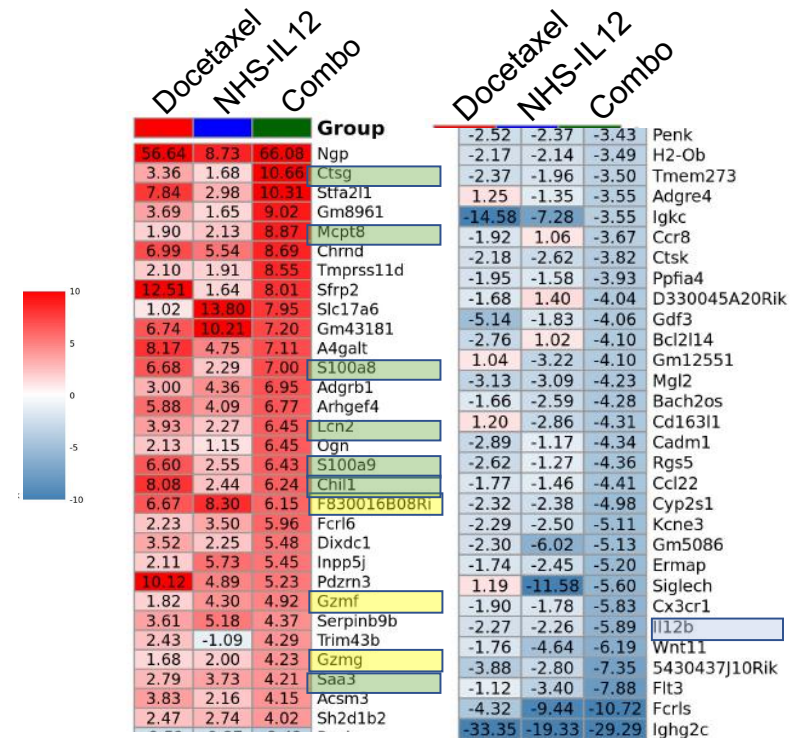 Docetaxel NHS-IL12 Combo
Group
56.64 8.73 66.08 Ngp
3.36 1.68 10.66 Ctsg
7.84 2.98 10.31 Stfa2l1
3.69 1.65 9.02 Gm8961
1.90 2.13 8.87 Mcpt8
6.99 5.54 8.69 Chrnd
2.10 1.91 8.55 Tmprss11d
12.51 1.64 8.01 Sfrp2
1.02 13.80 7.95 Slc17a6
6.74 10.21 7.20 Gm43181
8.17 4.75 7.11 A4galt
6.68 2.29 7.00 S100a8
3.00 4.36 6.95 Adgrb1
5.88 4.09 6.77 Arhgef4
3.93 2.27 6.45 Lcn2
2.13 1.15 6.45 Ogn
6.60 2.55 6.43 S100a9
8.08 2.44 6.24 Chil1
6.67 8.30 6.15 F830016B08Ri
2.23 3.50 5.96 Fcrl6
3.52 2.25 5.48 Dixdc1
2.11 5.73 5.45 Inpp5j
10.12 4.89 5.23 Pdzrn3
1.82 4.30 4.92 Gzmf
3.61 5.18 4.37 Serpinb9b
2.43 -1.09 4.29 Trim43b
1.68 2.00 4.23 Gzmg
2.79 3.73 4.21 Saa3
3.83 2.16 4.15 Acsm3
2.47 2.74 4.02 Sh2d1b2
10
5
0
-5
-10
Docetaxel NHS-IL12 Combo
-2.52 -2.37 -3.43 Penk
-2.17 -2.14 -3.49 H2-Ob
-2.37 -1.96 -3.50 Tmem273
1.25 -1.35 -3.55 Adgre4
-14.58 -7.28 -3.55 Igkc
-1.92 1.06 -3.67 Ccr8
-2.18 -2.62 -3.82 Ctsk
-1.95 -1.58 -3.93 Ppfia4
-1.68 1.40 -4.04 D330045A20Rik
-5.14 -1.83 -4.06 Gdf3
-2.76 1.02 -4.10 Bcl2l14
1.04 -3.22 -4.10 Gm12551
-3.13 -3.09 -4.23 Mgl2
-1.66 -2.59 -4.28 Bach2os
1.20 -2.86 -4.31 Cd163l1
-2.89 -1.17 -4.34 Cadm1
-2.62 -1.27 -4.36 Rgs5
-1.77 -1.46 -4.41 Ccl22
-2.32 -2.38 -4.98 Cyp2s1
-2.29 -2.50 -5.11 Kcne3
-2.30 -6.02 -5.13 Gm5086
-1.74 -2.45 -5.20 Ermap
1.19 -11.58 -5.60 Siglech
-1.90 -1.78 -5.83 Cx3cr1
-2.27 -2.26 -5.89 Il12b
-1.76 -4.64 -6.19 Wnt11
-3.88 -2.80 -7.35 5430437J10Rik
-1.12 -3.40 -7.88 Flt3
-4.32 -9.44 -10.72 Fcrls
-33.35 -19.33 -29.29 Ighg2c